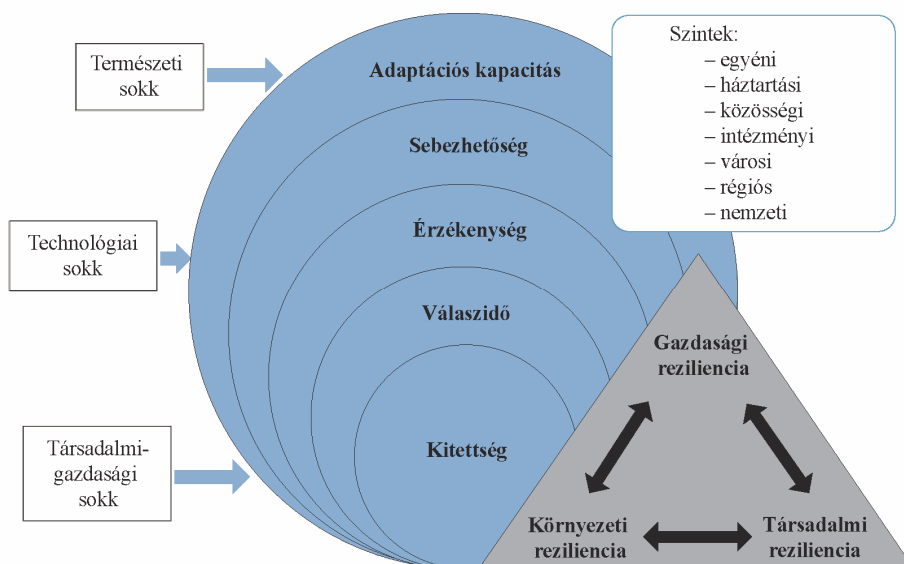 Természeti
sokk
Technológiai
sokk
Társadalmi-
gazdasági
sokk
Adaptációs kapacitás
Sebezhetőség
Érzékenység
Válaszidő
Kitettség
Szintek:
– egyéni
– háztartási
– közösségi
– intézményi
– városi
– régiós
– nemzeti
Gazdasági
reziliencia
Környezeti
reziliencia
Társadalmi
reziliencia